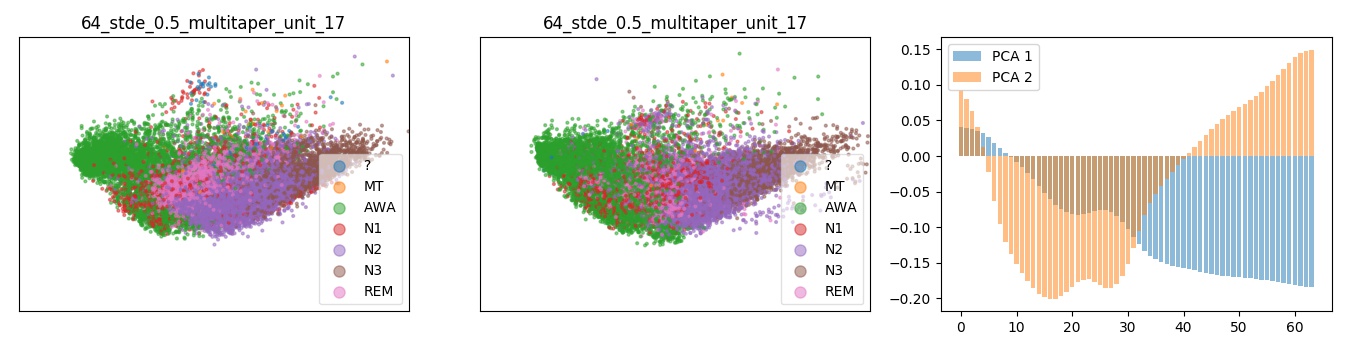 64_stde_0.5_multitaper_unit_17
?
MT
AWA
N1
N2
N3
REM
64_stde_0.5_multitaper_unit_17
?
MT
AWA
N1
N2
N3
REM
PCA 1
PCA 2
0.15
0.10
0.05
0.00
−0.05
−0.10
−0.15
−0.20
0 10 20 30 40 50 60